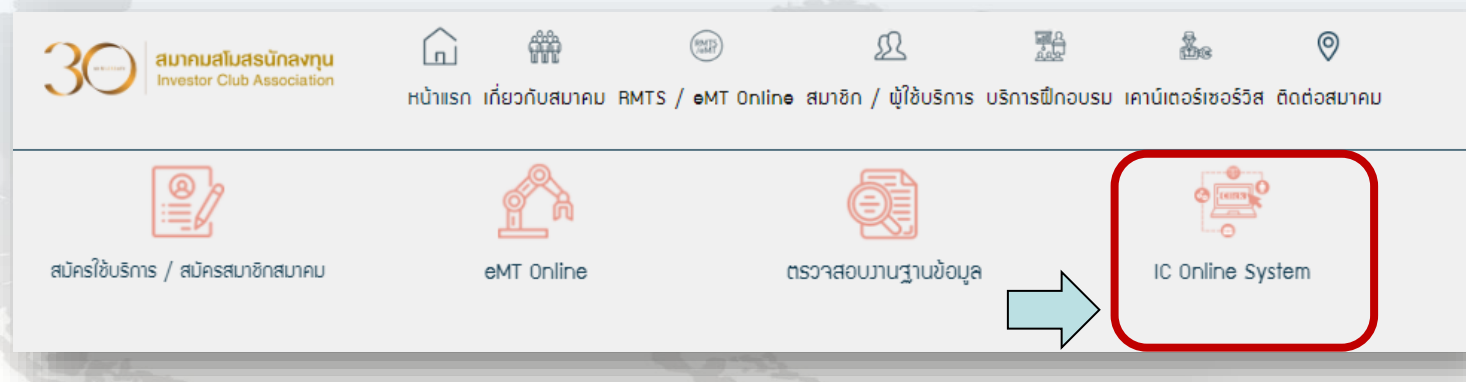 30
สมาคมสโมสรนักลงทุน
Investor Club Association
RMTS
/eMT
หน้าแรก เกี่ยวกับสมาคม RMTS / eMT Online สมาชิก / ผู้ใช้บริการ บริการฝึกอบรม เคาน์เตอร์เซอร์วิส ติดต่อสมาคม
CLICK
สมัครใช้บริการ / สมัครสมาชิกสมาคม
eMT Online
ตรวจสอบงานฐานข้อมูล
IC Online System